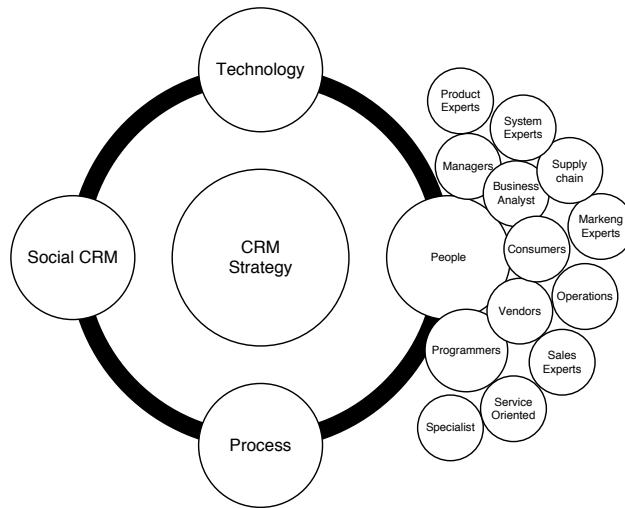 Technology
Product
Experts
System
Experts
Managers
Supply
chain
Business
Analyst
Markeng
Experts
Social CRM
CRM
Strategy
People
Consumers
Operations
Vendors
Programmers
Sales
Experts
Service
Oriented
Specialist
Process